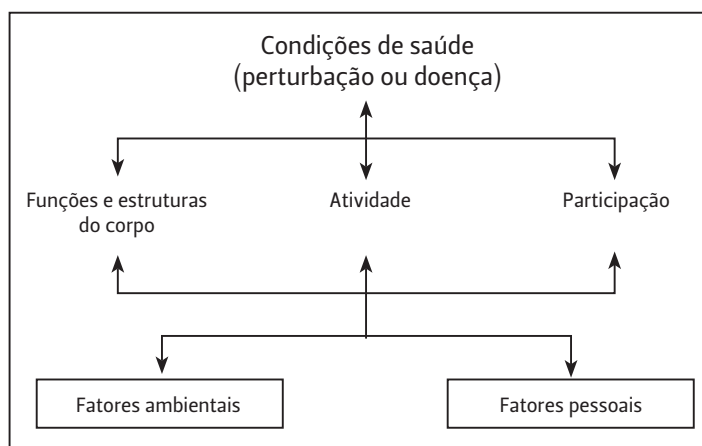 Condições de saúde
(perturbação ou doença)
Funções e estruturas
do corpo
Atividade
Participação
Fatores ambientais
Fatores pessoais